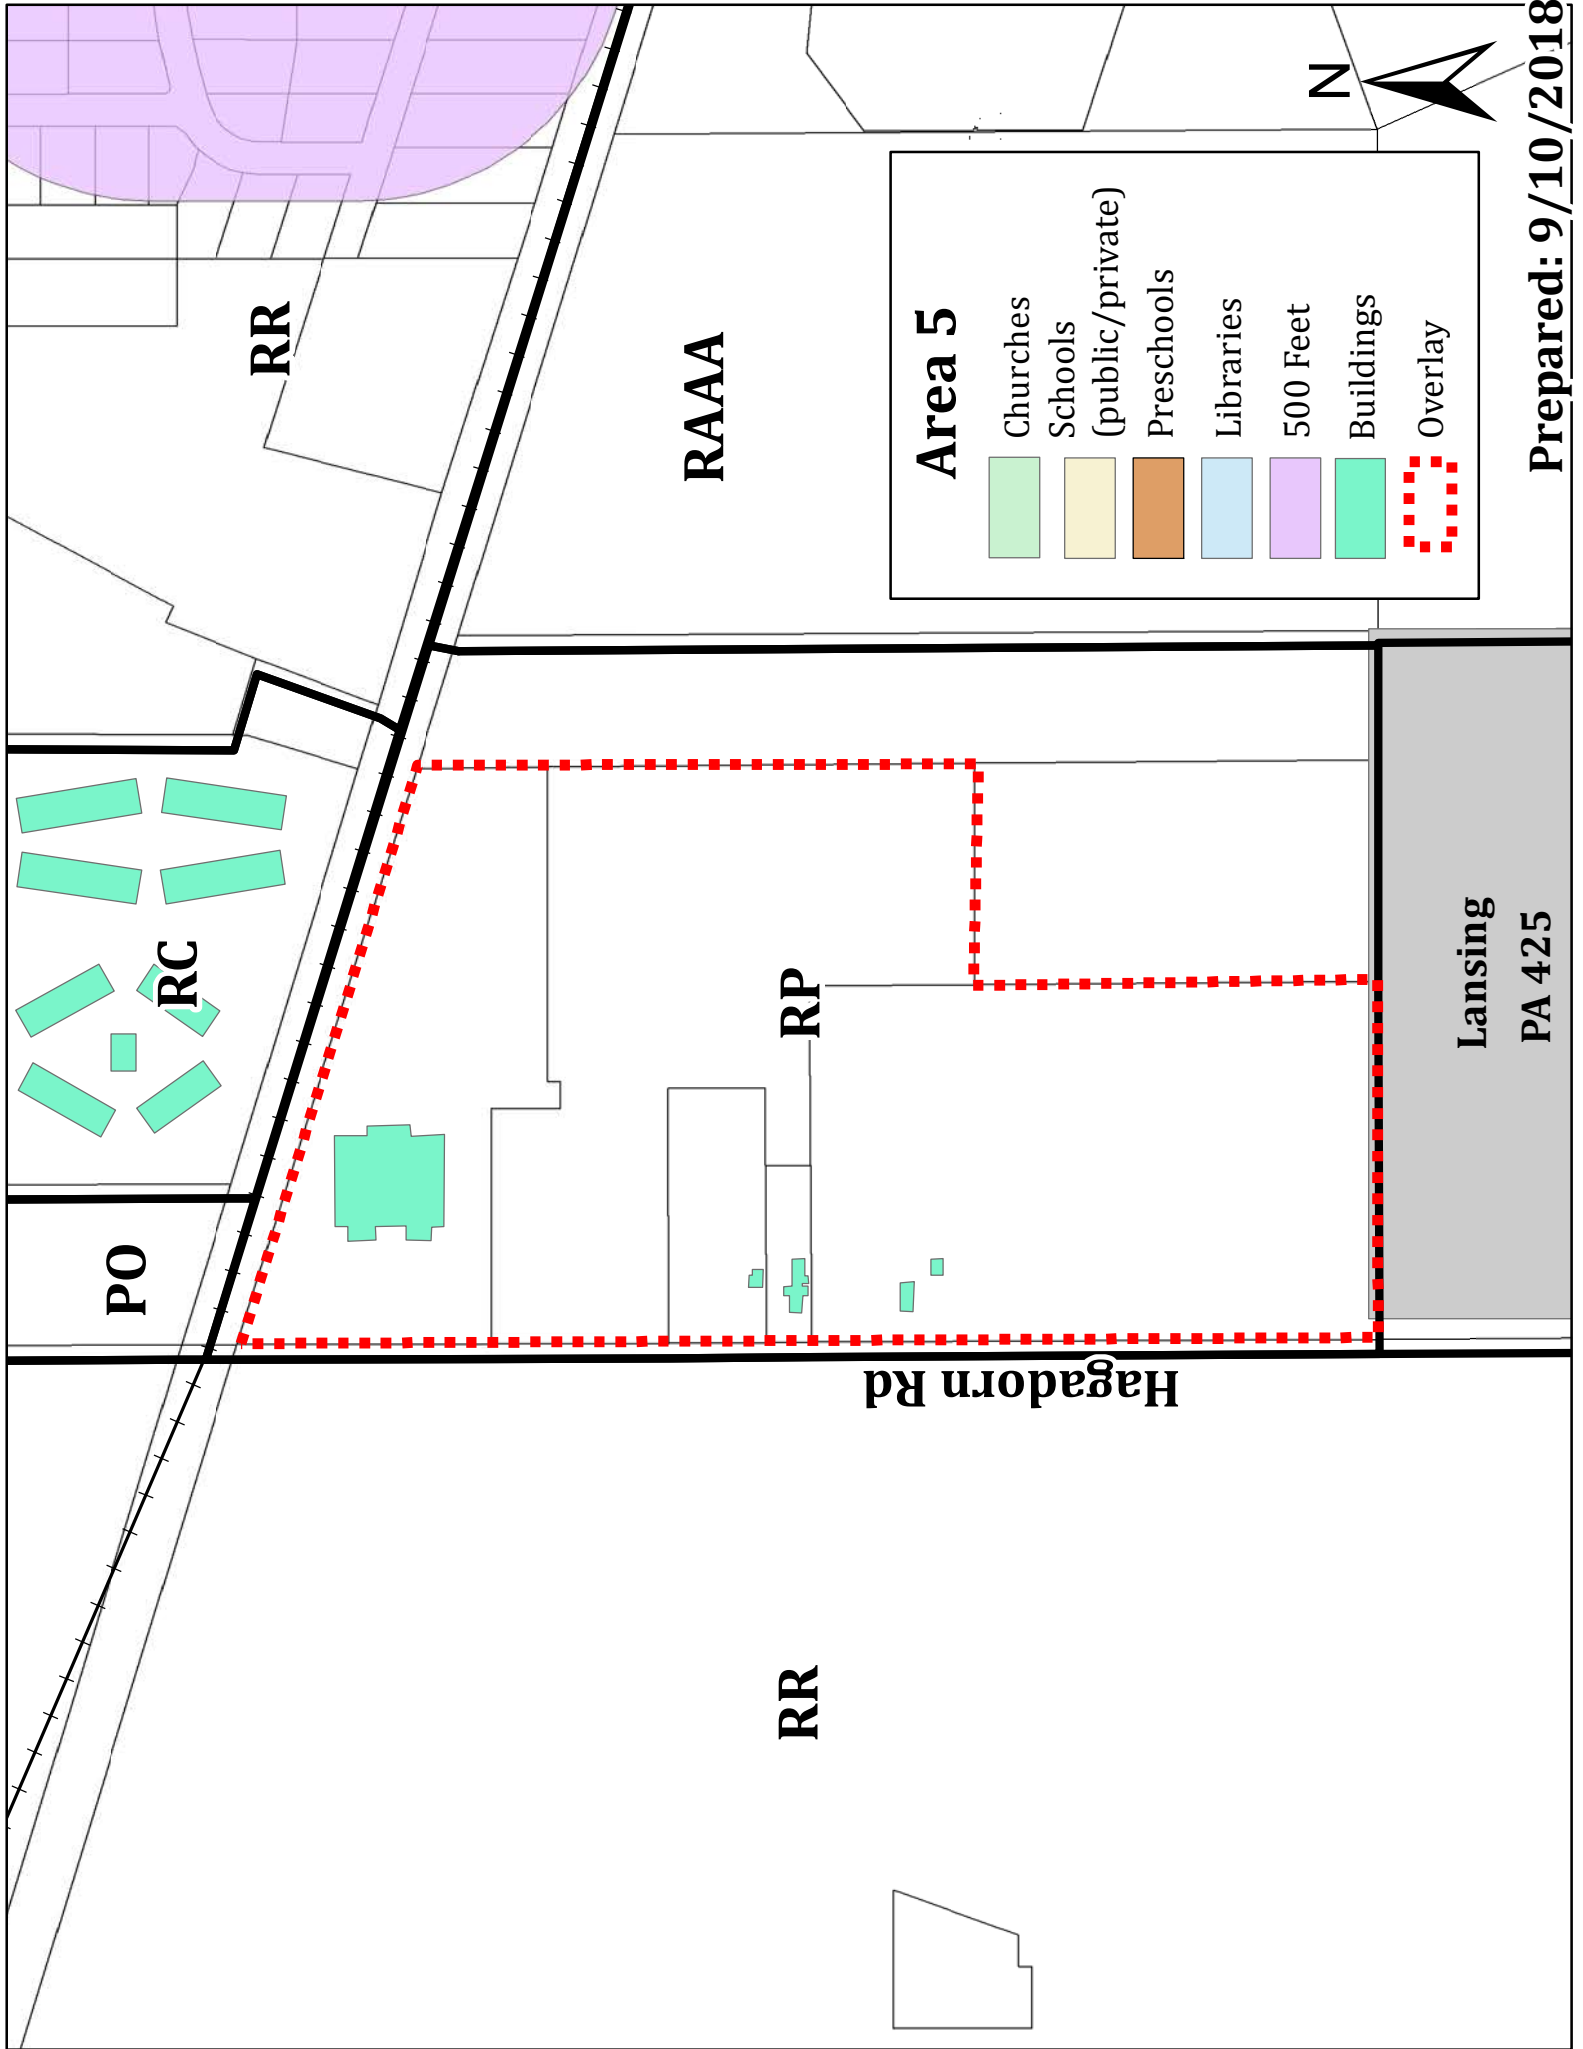 RR
PO
RC
RR
RP
RAAA
Hagadorn Rd
Lansing
PA 425
N
Area 5
Churches
Schools
(public/private)
Preschools
Libraries
500 Feet
Buildings
Overlay
Prepared: 9/10/2018